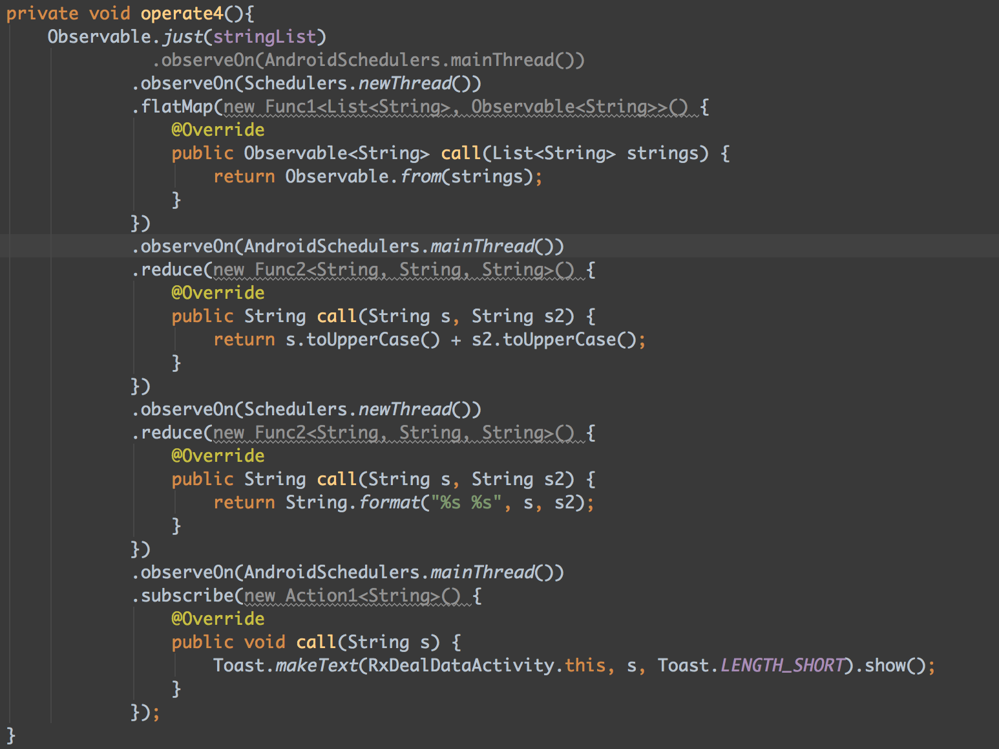 private void operate4(){
Observable.just(stringList)
.observeOn(AndroidSchedulers.mainThread())
.observeOn(Schedulers.newThread())
.flatMap(new Func1<List<String>, Observable<String>>() {
@Override
public Observable<String> call(List<String> strings) {
return Observable.from(strings);
}
})
.observeOn(AndroidSchedulers.mainThread())
.reduce(new Func2<String, String, String>() {
@Override
public String call(String s, String s2) {
return s.toUpperCase() + s2.toUpperCase();
}
})
.observeOn(Schedulers.newThread())
.reduce(new Func2<String, String, String>() {
@Override
public String call(String s, String s2) {
return String.format("%s %s", s, s2);
}
})
.observeOn(AndroidSchedulers.mainThread())
.subscribe(new Action1<String>() {
@Override
public void call(String s) {
Toast.makeText(RxDealDataActivity.this, s, Toast.LENGTH_SHORT).show();
}
});
}